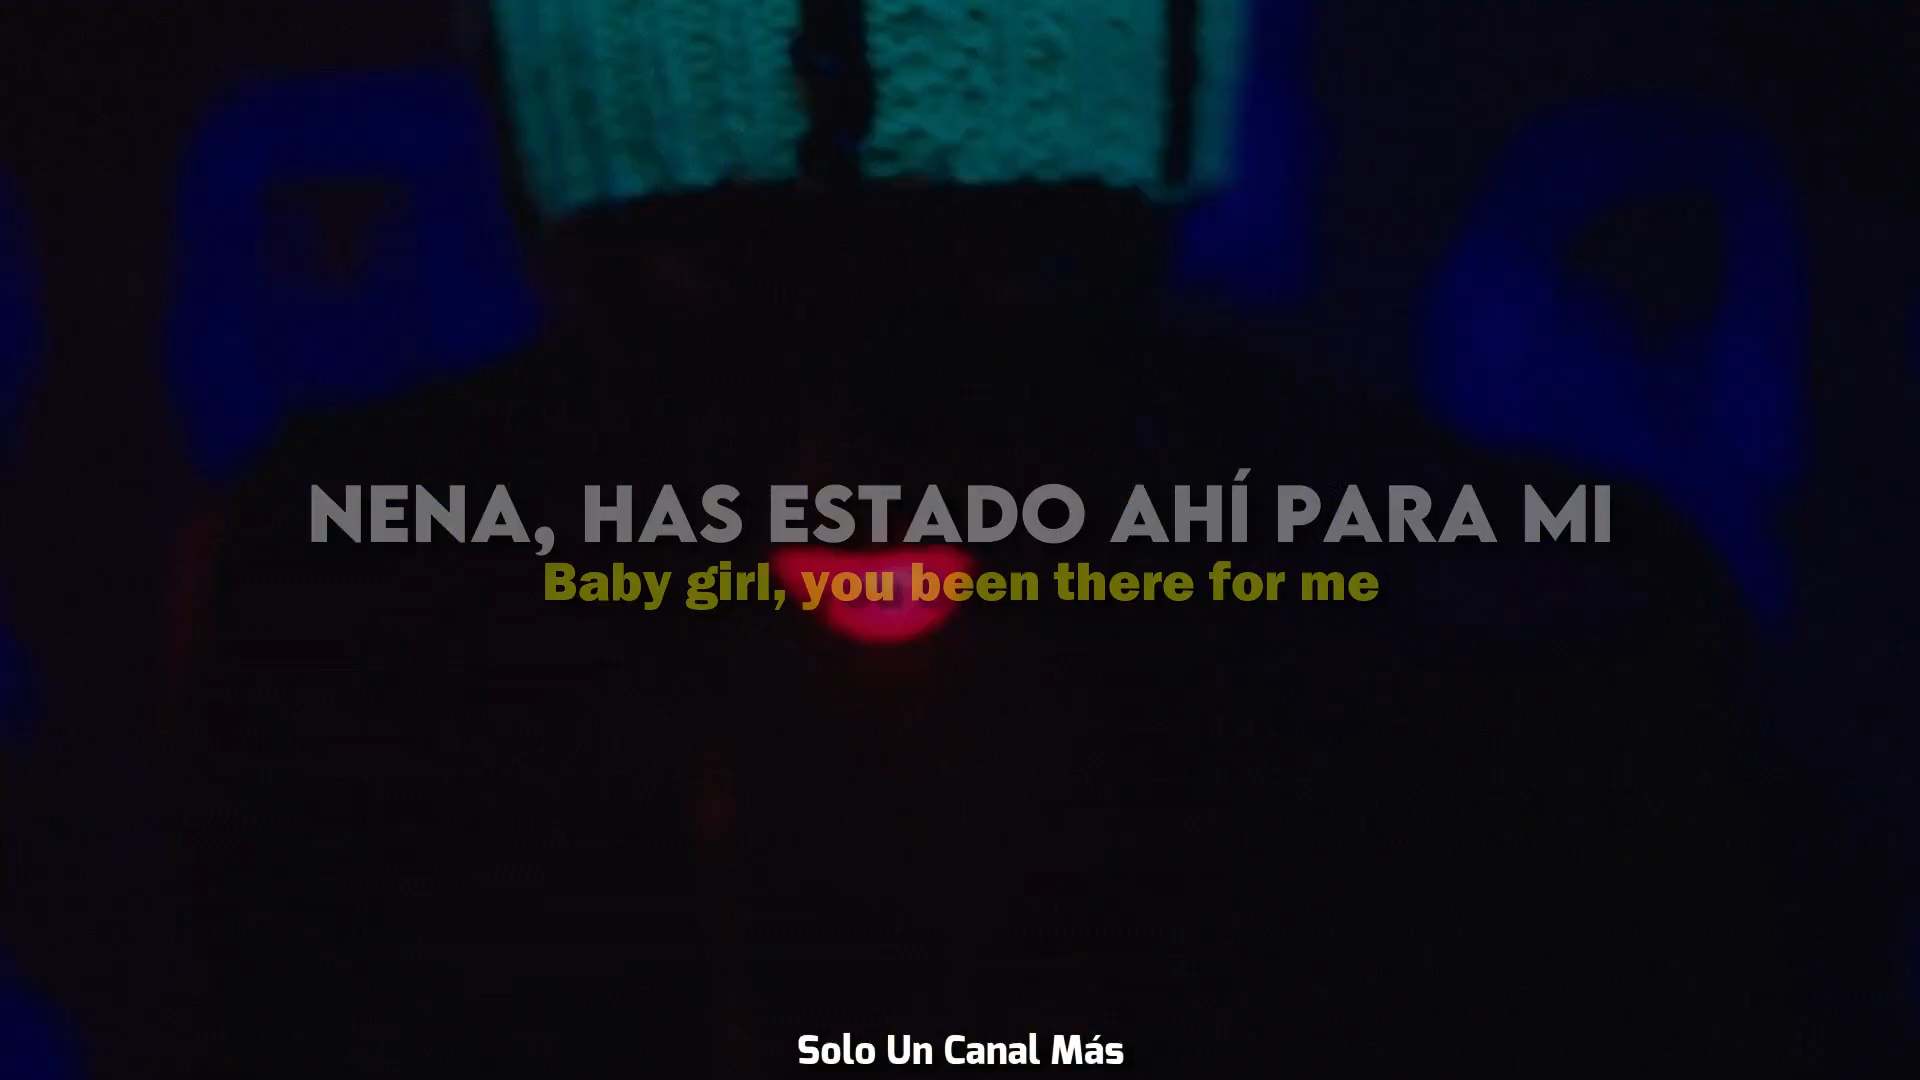 NENA, HAS ESTADO AHÍ PARA MI
Baby girl, you been there for me
Solo Un Canal Más